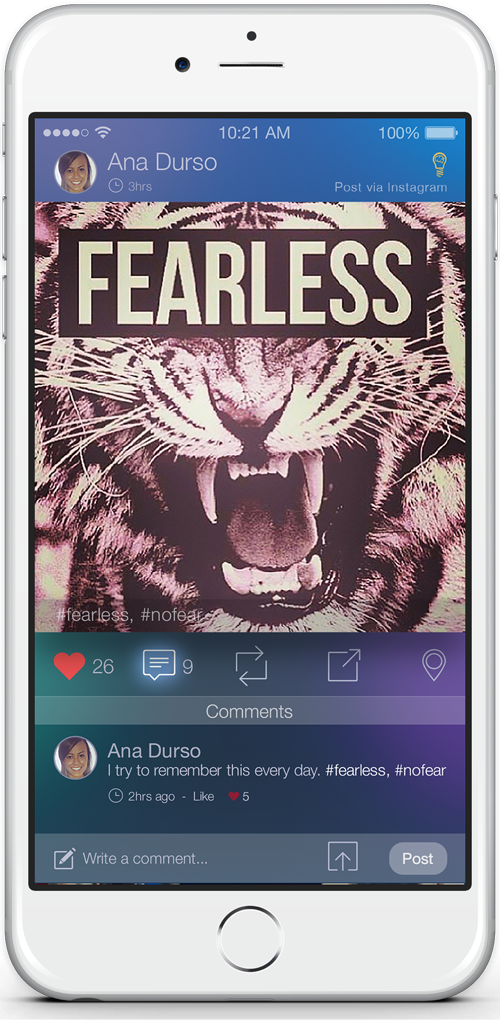 10:21 AM 100%
Ana Durso
3hrs Post via Instagram
FEARLESS
#fearless, #nofear
26 9
Comments
Ana Durso
I try to remember this every day. #fearless, #nofear
2hrs ago - Like 5
Write a comment... Post